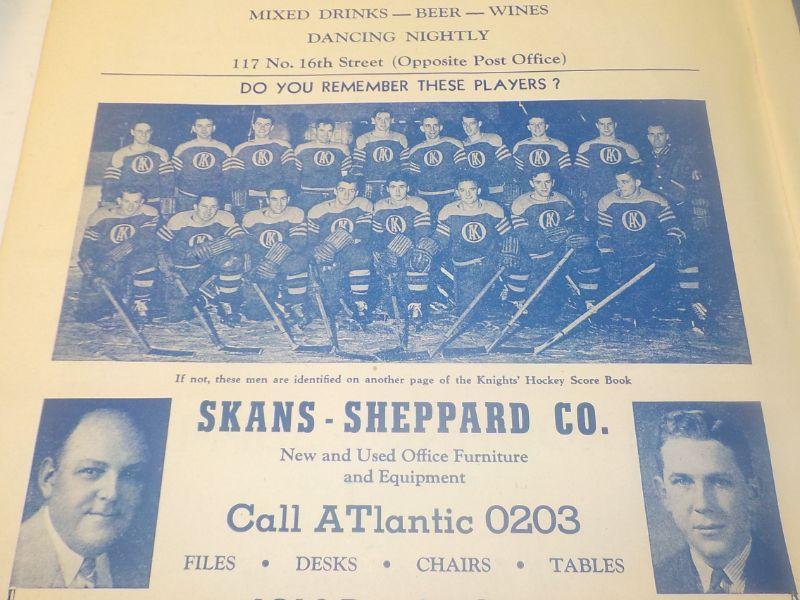 MIXED DRINKS — BEER — WINES
DANCING NIGHTLY
117 No. 16th Street (Opposite Post Office)
DO YOU REMEMBER THESE PLAYERS?
If not, these men are identified on another page of the Knights' Hockey Score Book
SKANS - SHEPPARD CO.
New and Used Office Furniture
and Equipment
Call ATlantic 0203
FILES • DESKS • CHAIRS • TABLES